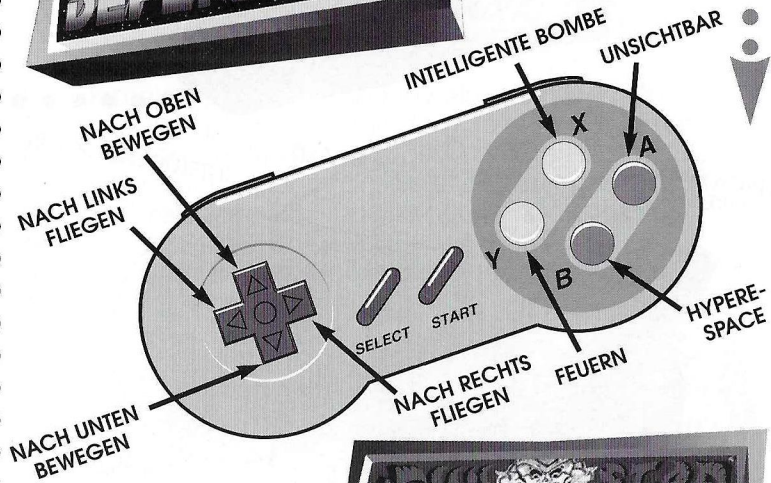 DEFENDER
INTELLIGENTE BOMBE
UNSICHTBAR
NACH OBEN
BEWEGEN
X
A
NACH LINKS
FLIEGEN
Y
B
SELECT
START
HYPERE-
SPACE
FEUERN
NACH RECHTS
FLIEGEN
NACH UNTEN
BEWEGEN